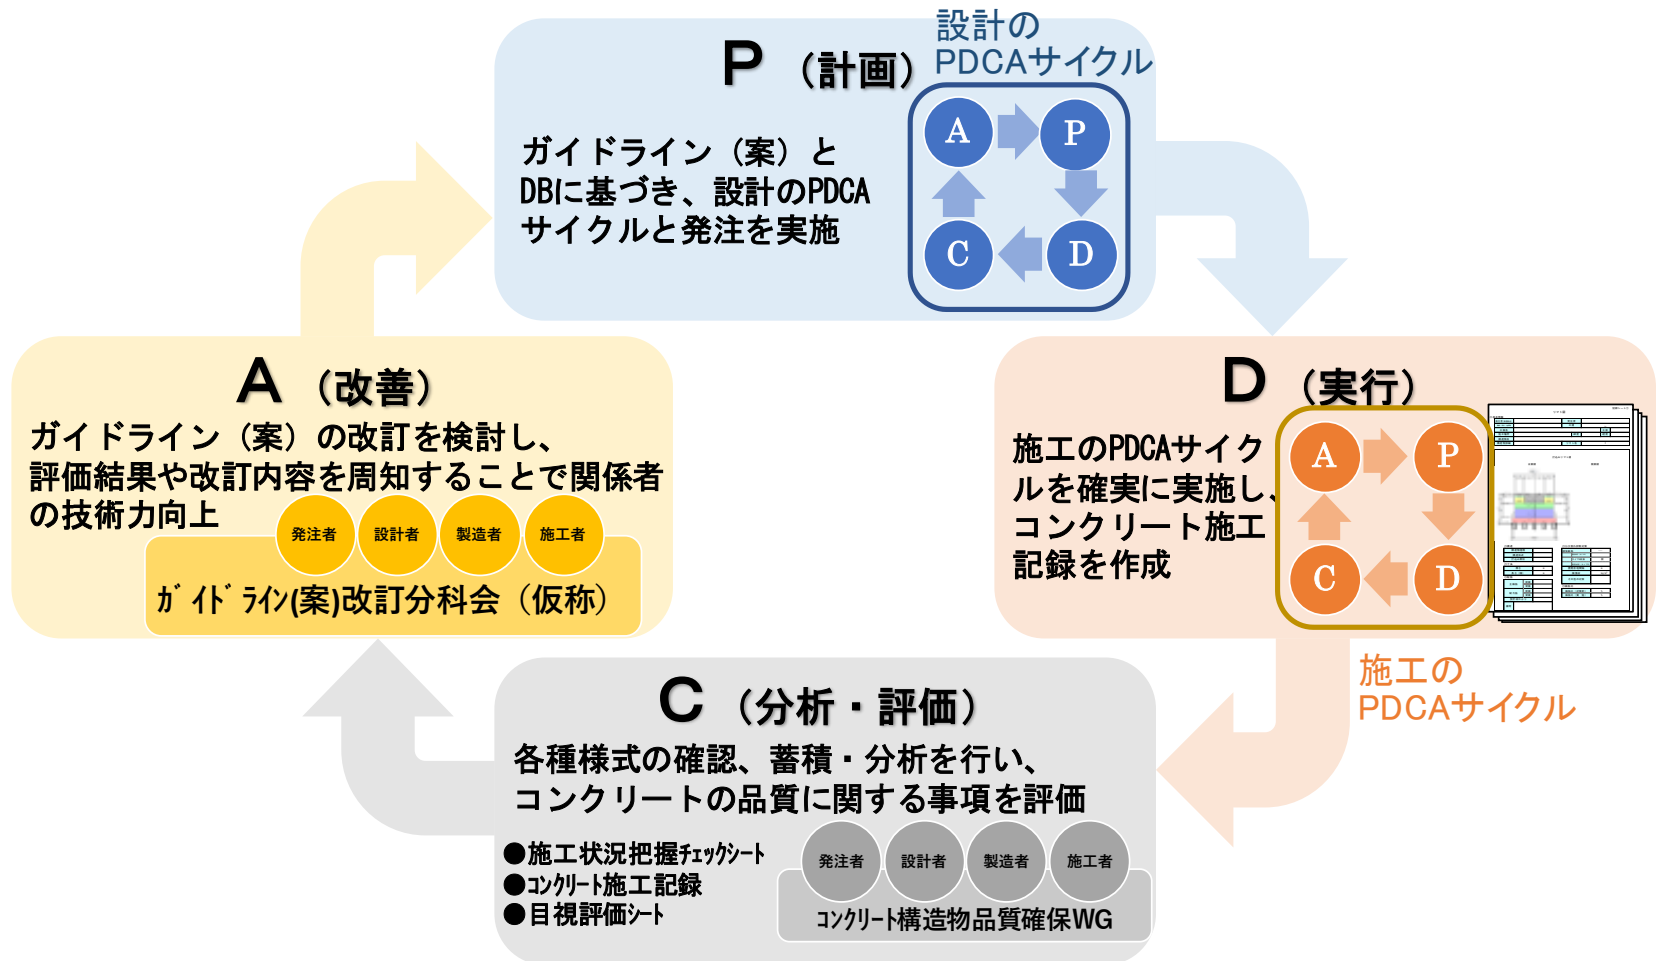 設計の
PDCAサイクル
P（計画）
ガイドライン（案）と
DBに基づき、設計のPDCA
サイクルと発注を実施
A
P
C
D
A（改善）
ガイドライン（案）の改訂を検討し、
評価結果や改訂内容を周知することで関係者
の技術力向上
発注者
設計者
製造者
施工者
ｶﾞｲﾄﾞﾗｲﾝ(案)改訂分科会（仮称）
D（実行）
施工のPDCAサイク
ルを確実に実施し、
コンクリート施工
記録を作成
A
P
C
D
施工の
PDCAサイクル
C（分析・評価）
各種様式の確認、蓄積・分析を行い、
コンクリートの品質に関する事項を評価
●施工状況把握ﾁｪｯｸｼｰﾄ
●ｺﾝｸﾘｰﾄ施工記録
●目視評価ｼｰﾄ
発注者
設計者
製造者
施工者
ｺﾝｸﾘｰﾄ構造物品質確保WG